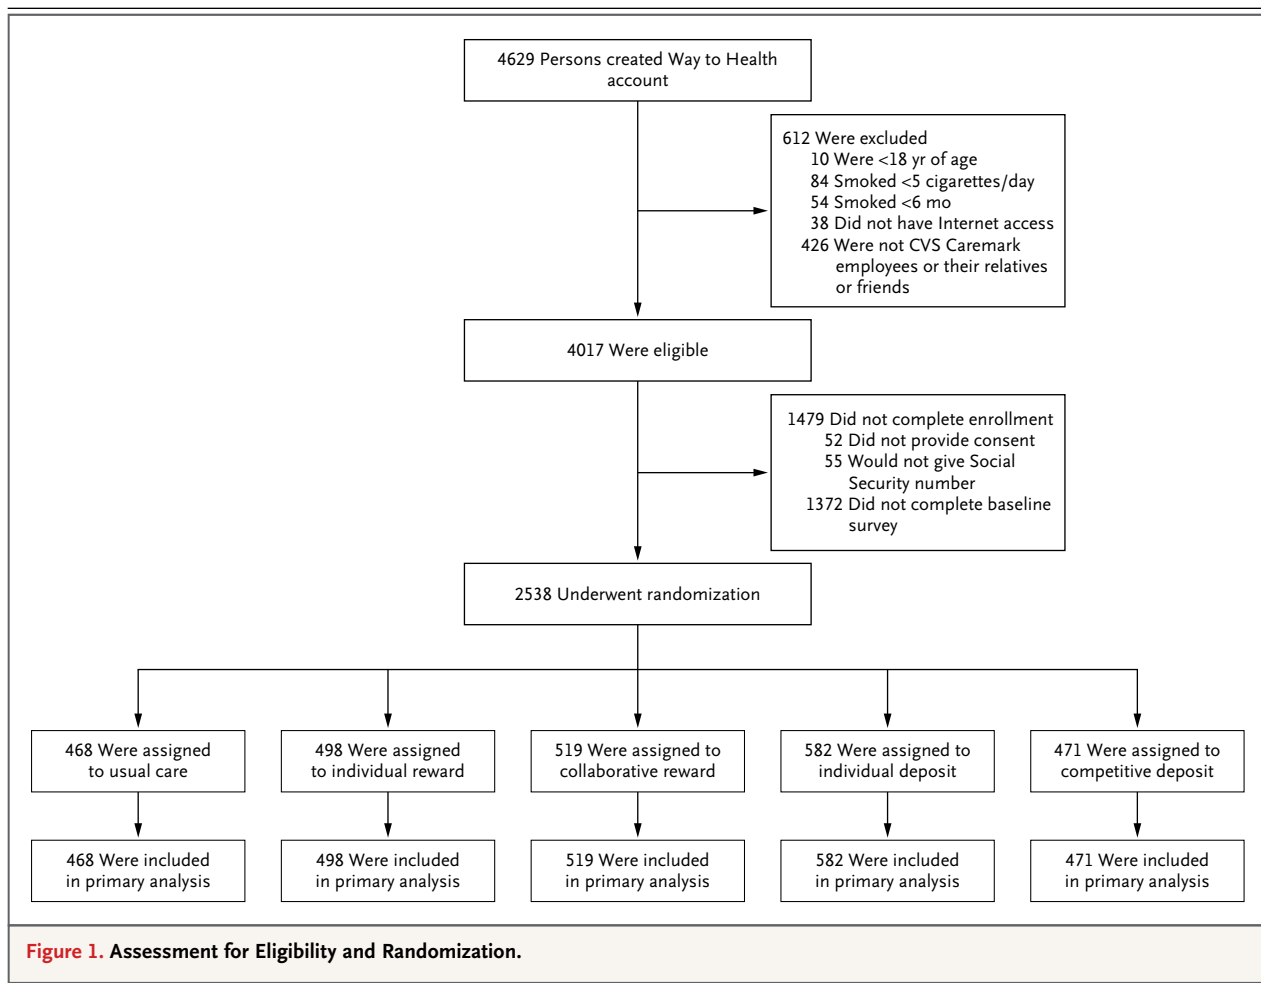 4629 Persons created Way to Health
account
612 Were excluded
10 Were <18 yr of age
84 Smoked <5 cigarettes/day
54 Smoked <6 mo
38 Did not have Internet access
426 Were not CVS Caremark
employees or their relatives
or friends
4017 Were eligible
1479 Did not complete enrollment
52 Did not provide consent
55 Would not give Social
Security number
1372 Did not complete baseline
survey
2538 Underwent randomization
468 Were assigned
to usual care
498 Were assigned
to individual reward
519 Were assigned to
collaborative reward
582 Were assigned to
individual deposit
471 Were assigned to
competitive deposit
468 Were included
in primary analysis
498 Were included
in primary analysis
519 Were included
in primary analysis
582 Were included
in primary analysis
471 Were included
in primary analysis
Figure 1. Assessment for Eligibility and Randomization.